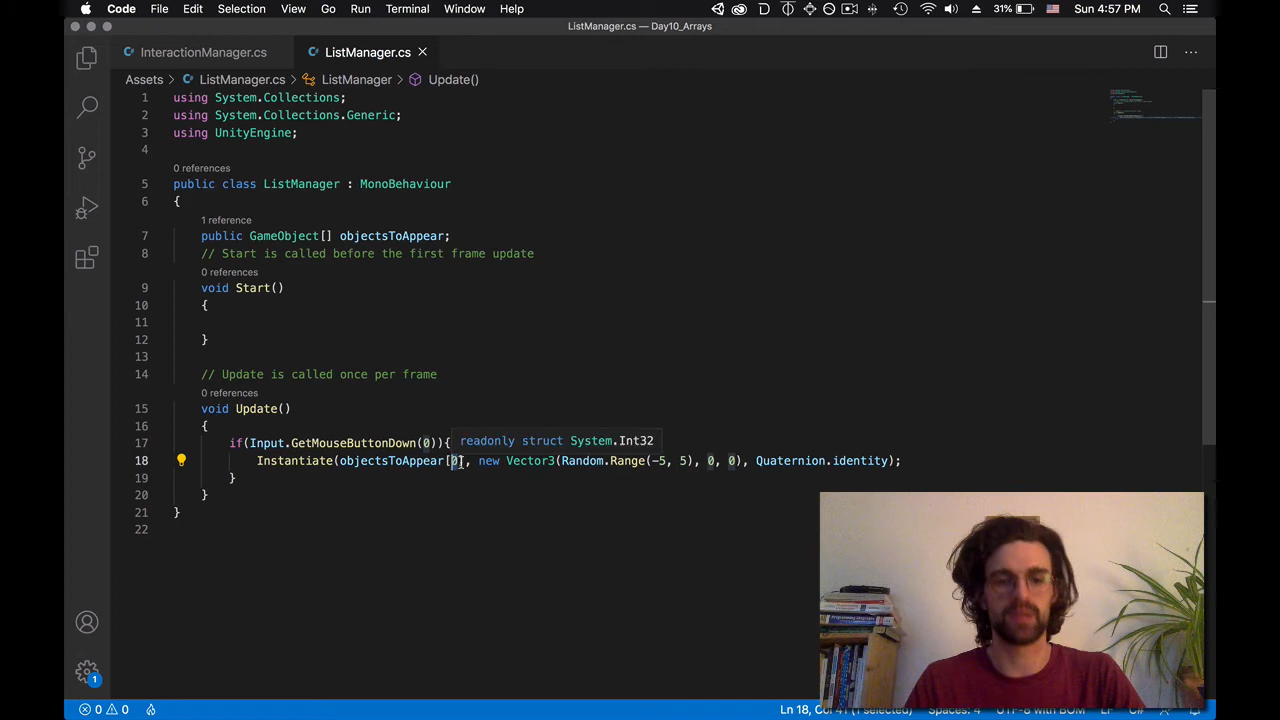 Code File Edit Selection View Go Run Terminal Window Help 31% Sun 4:57 PM
ListManager.cs — Day10_Arrays
InteractionManager.cs ListManager.cs
Assets > ListManager.cs > ListManager > Update()
1 using System.Collections;
2 using System.Collections.Generic;
3 using UnityEngine;
4
0 references
5 public class ListManager : MonoBehaviour
6 {
1 reference
7 public GameObject[] objectsToAppear;
8 // Start is called before the first frame update
0 references
9 void Start()
10 {
11
12 }
13
14 // Update is called once per frame
0 references
15 void Update()
16 {
readonly struct System.Int32
17 if(Input.GetMouseButtonDown(0)){
18 Instantiate(objectsToAppear[0], new Vector3(Random.Range(-5, 5), 0, 0), Quaternion.identity);
19 }
20 }
21 }
22
1
0 0 Ln 18, Col 41 (1 selected) Spaces: 4 UTF-8 with BOM LF C#